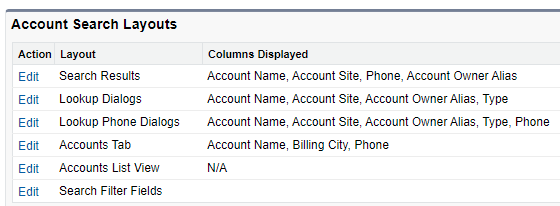 Account Search Layouts
Action Layout Columns Displayed
Edit Search Results Account Name, Account Site, Phone, Account Owner Alias
Edit Lookup Dialogs Account Name, Account Site, Account Owner Alias, Type
Edit Lookup Phone Dialogs Account Name, Account Site, Account Owner Alias, Type, Phone
Edit Accounts Tab Account Name, Billing City, Phone
Edit Accounts List View N/A
Edit Search Filter Fields